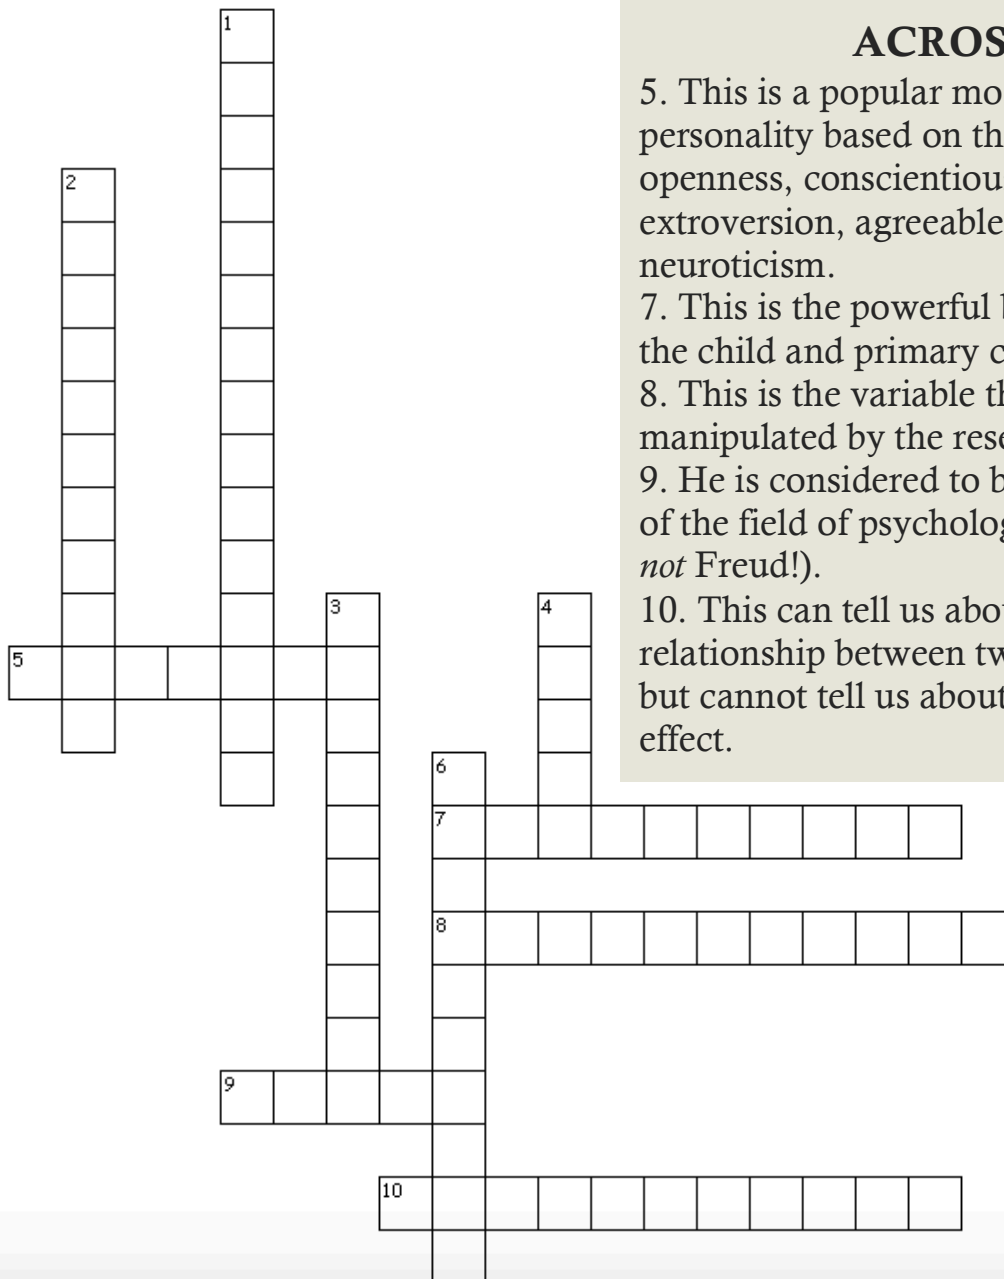 1
2
3
4
5
6
7
8
9
10
ACROS
5. This is a popular mo
personality based on th
openness, conscientiou
extroversion, agreeable
neuroticism.
7. This is the powerful
the child and primary c
8. This is the variable th
manipulated by the rese
9. He is considered to b
of the field of psycholog
not Freud!).
10. This can tell us abou
relationship between tw
but cannot tell us about
effect.